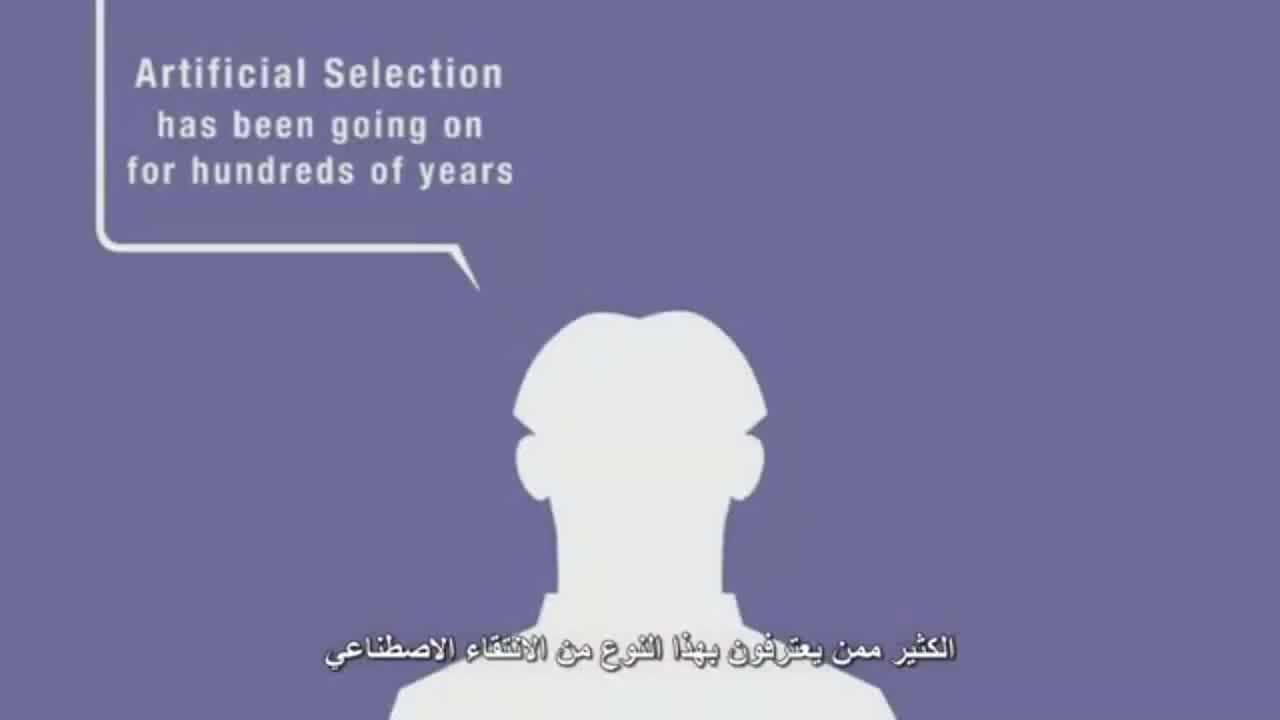 Artificial Selection
has been going on
for hundreds of years
الكثير ممن يعترفون بهذا النوع من الانتقاء الاصطناعي